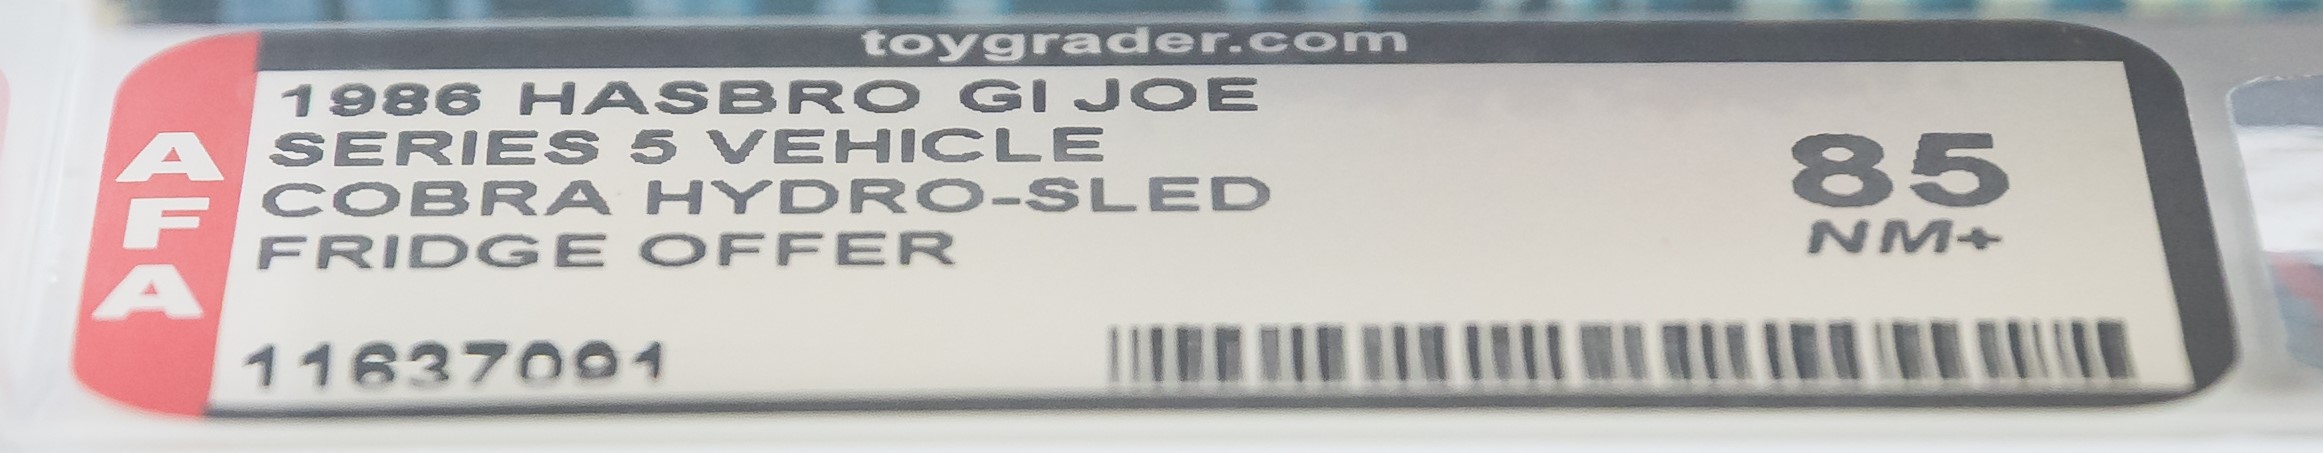 toygrader.com
AFA
1986 HASBRO GI JOE
SERIES 5 VEHICLE
COBRA HYDRO-SLED
FRIDGE OFFER
85
NM+
11637091